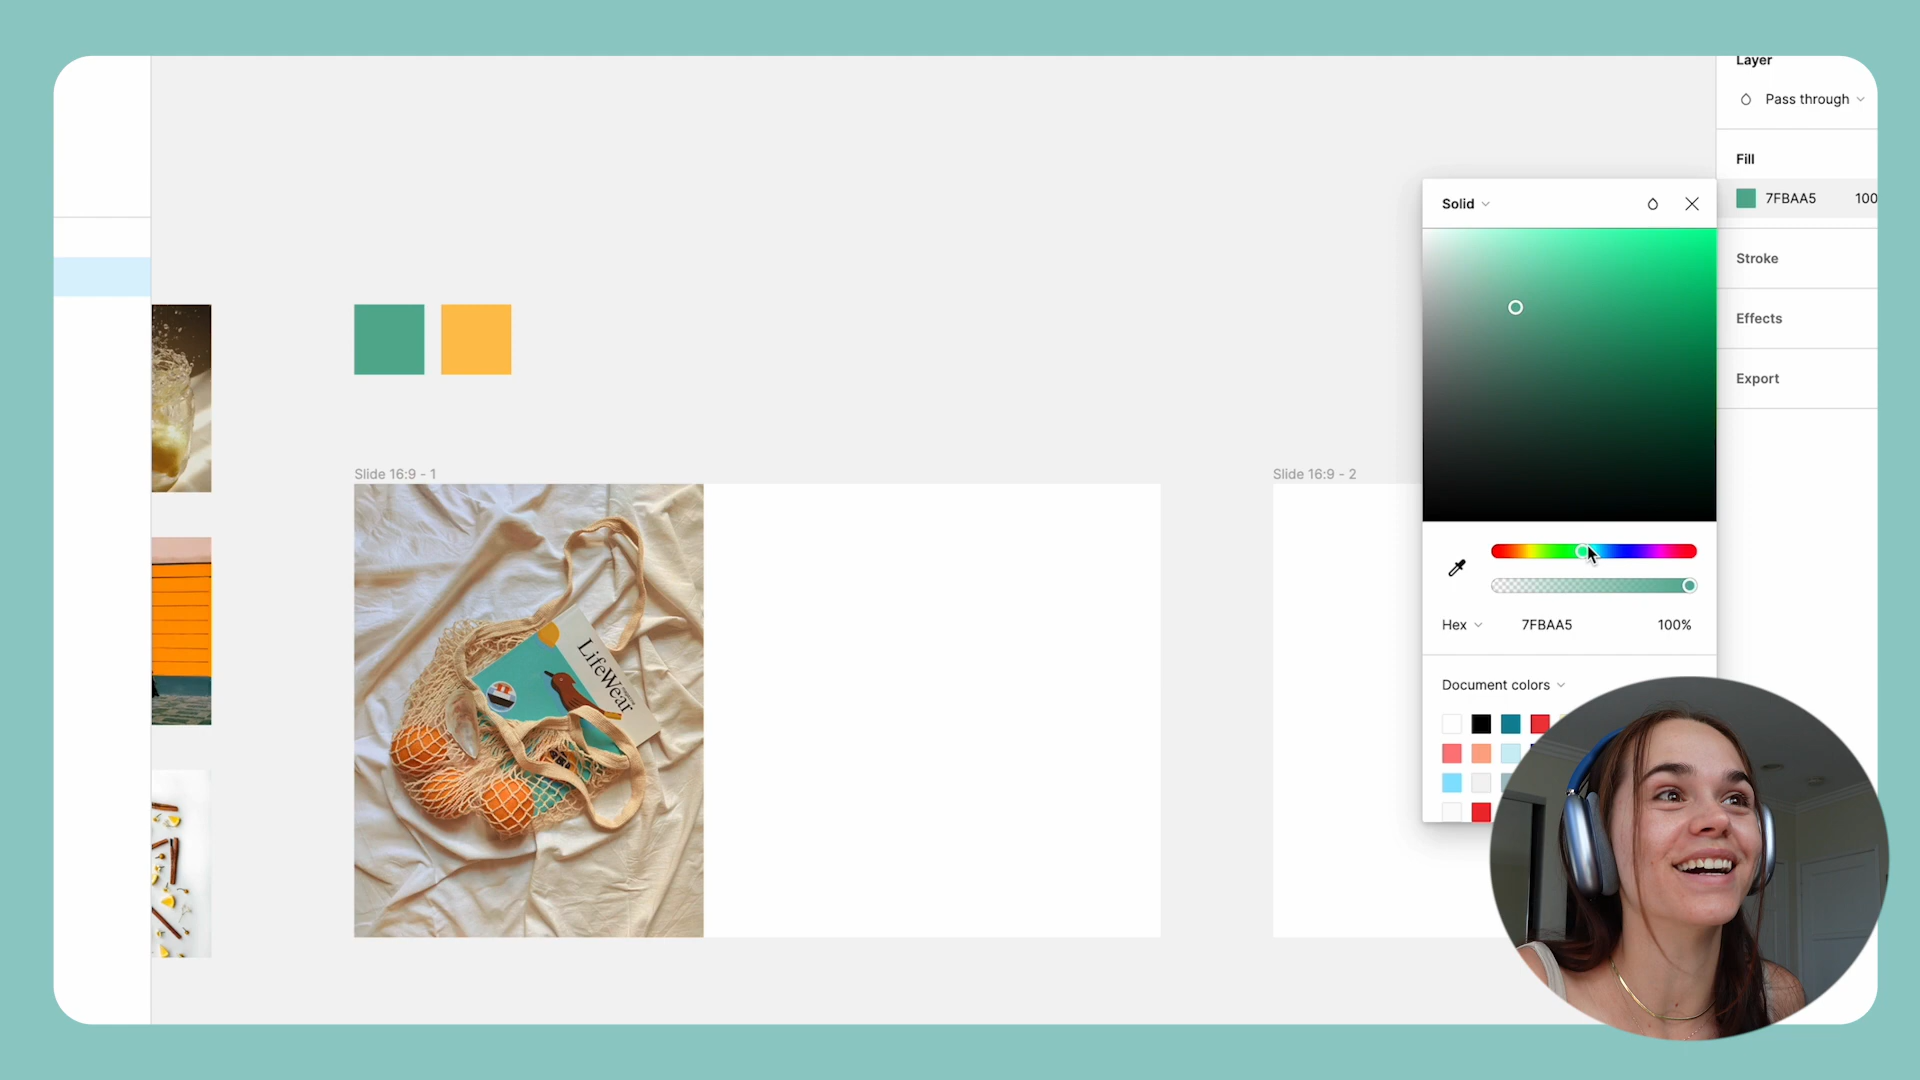 Layer
Pass through
Fill
7FBAA5 100
Solid
Stroke
Effects
Export
Slide 16:9 - 1
Slide 16:9 - 2
LifeWear
Hex 7FBAA5 100%
Document colors